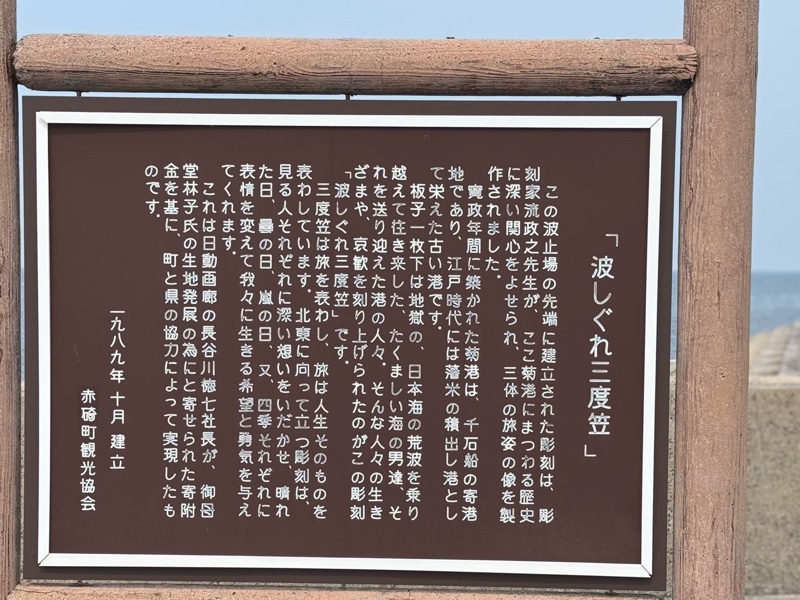 「波しぐれ三度笠」
この波止場の先端に建立された彫刻は、彫
刻家流政之先生が、ここ菊港にまつわる歴史
に深い関心をよせられ、三体の旅姿の像を製
作されました。
寛政年間に築かれた菊港は、千石船の寄港
地であり、江戸時代には藩米の積出し港とし
て栄えた古い港です。
板子一枚下は地獄の、日本海の荒波を乗り
越えて往き来した、たくましい海の男達、そ
れを送り迎えた港の人々。そんな人々の生き
ざまや、哀歓を刻り上げられたのがこの彫刻
「波しぐれ三度笠」です。
三度笠は旅を表わし、旅は人生そのものを
表わしています。北東に向って立つ彫刻は、
見る人それぞれに深い想いをいだかせ、晴れ
た日、曇の日、嵐の日、又、四季それぞれに
表情を変えて我々に生きる希望と勇気を与え
てくれます。
これは日動画廊の長谷川徳七社長が、御母
堂林子氏の生地発展の為にと寄せられた寄附
金を基に、町と県の協力によって実現したも
のです。
一九八九年十月建立
赤碕町観光協会